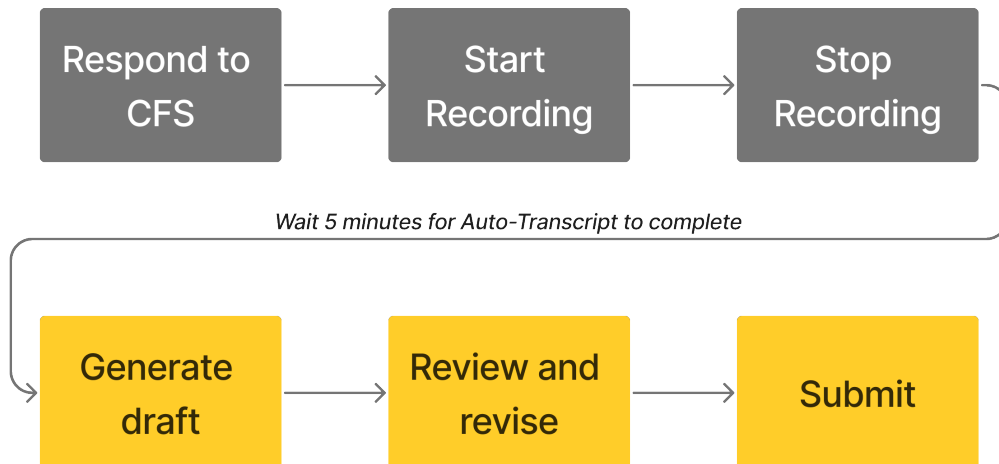 Respond to
CFS
Start
Recording
Stop
Recording
Wait 5 minutes for Auto-Transcript to complete
Generate
draft
Review and
revise
Submit